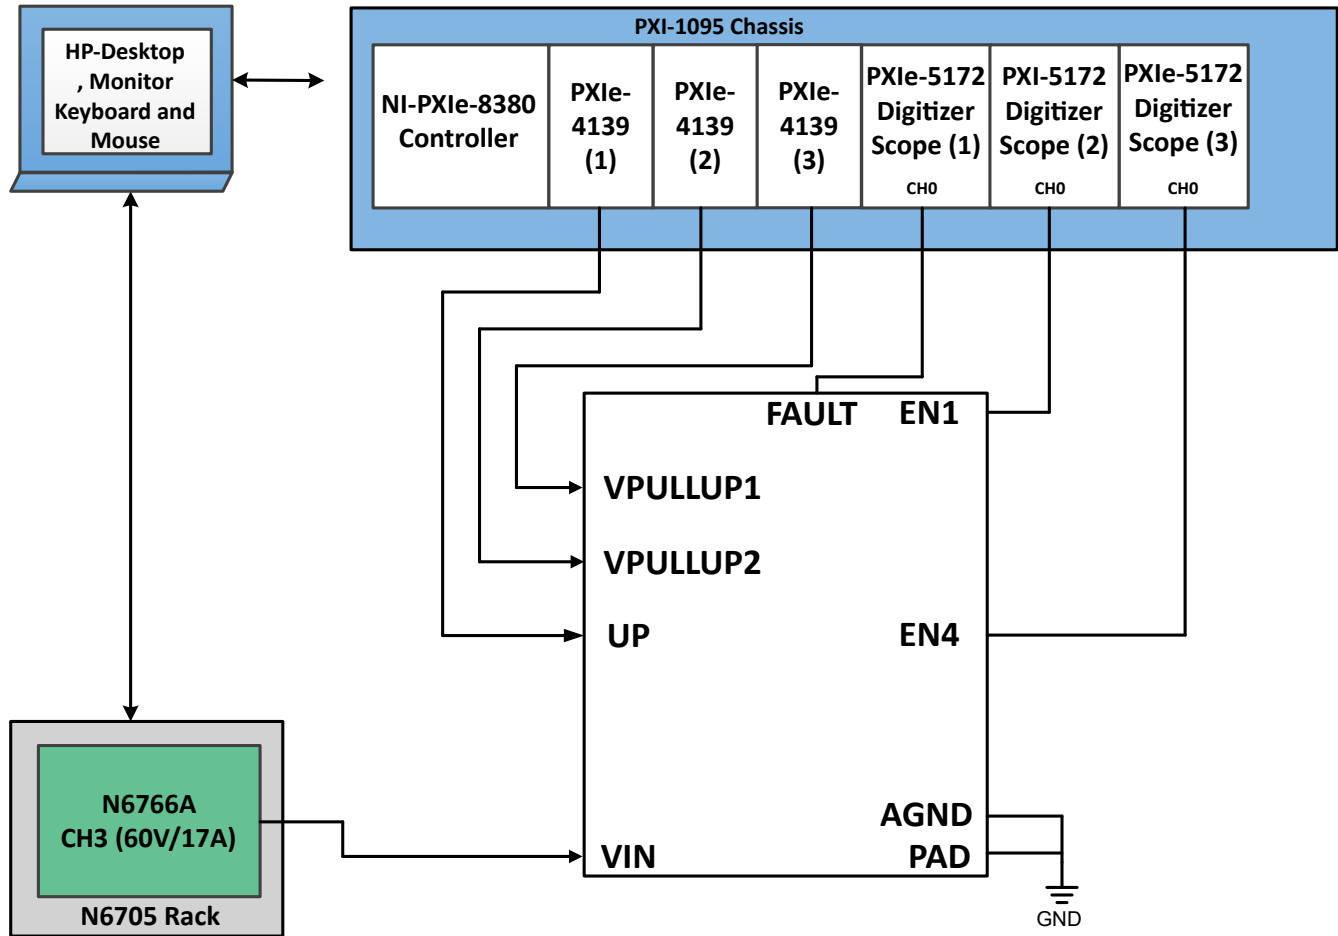 PXI-1095 Chassis
HP-Desktop
, Monitor
Keyboard and
Mouse
NI-PXIe-8380
Controller
PXIe-
4139
(1)
PXIe-
4139
(2)
PXIe-
4139
(3)
PXIe-5172
Digitizer
Scope (1)
CH0
PXI-5172
Digitizer
Scope (2)
CH0
PXIe-5172
Digitizer
Scope (3)
CH0
FAULT
EN1
VPULLUP1
VPULLUP2
UP
EN4
AGND
VIN
PAD
GND
N6766A
CH3 (60V/17A)
N6705 Rack